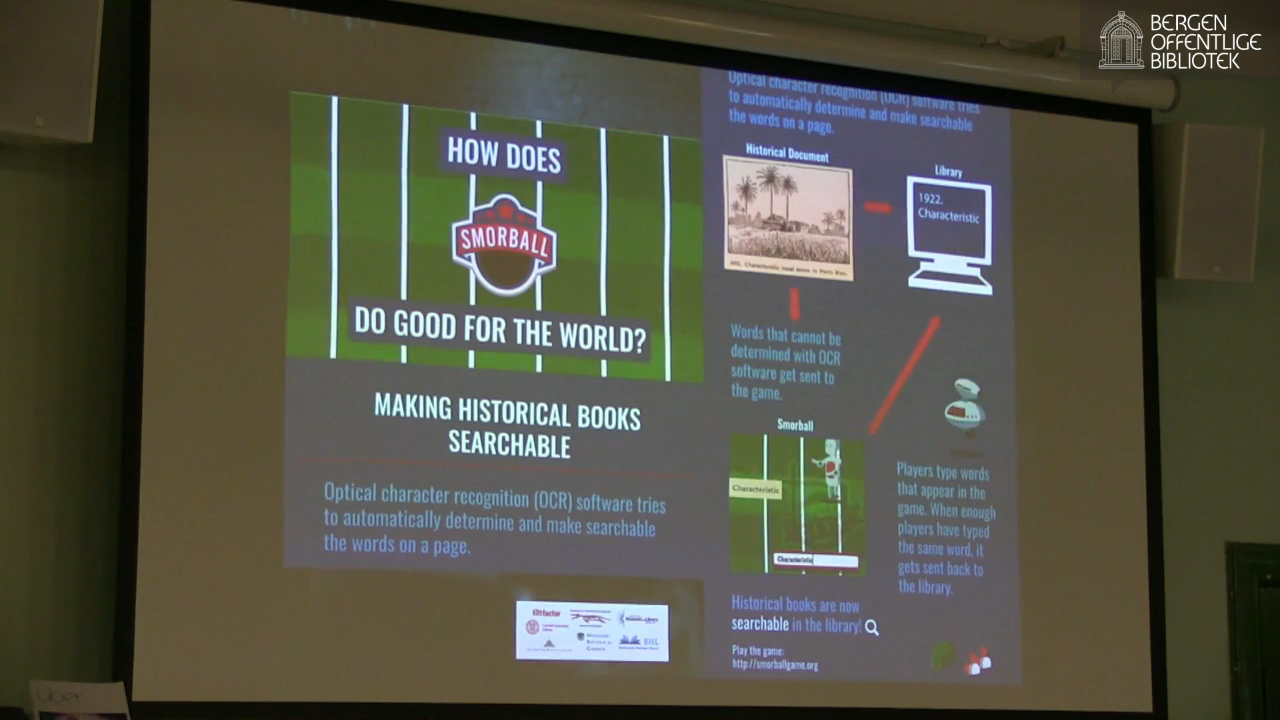 BERGEN
OFFENTLIGE
BIBLIOTEK
HOW DOES
SMORBALL
DO GOOD FOR THE WORLD?
MAKING HISTORICAL BOOKS
SEARCHABLE
Optical character recognition (OCR) software tries
to automatically determine and make searchable
the words on a page.
tiltfactor
BHL
Optical character recognition (OCR) software tries
to automatically determine and make searchable
the words on a page.
Historical Document
Library
1922.
Characteristic
Words that cannot be
determined with OCR
software get sent to
the game.
Smorball
Characteristic
Characteristic
Players type words
that appear in the
game. When enough
players have typed
the same word, it
gets sent back to
the library.
Historical books are now
searchable in the library!
Play the game:
http://smorballgame.org
Uber